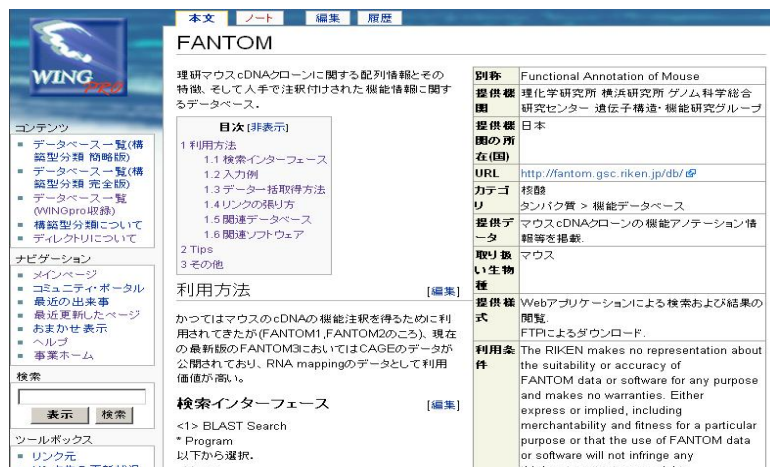 本文
ノート
編集
履歴
WING
PRO
コンテンツ
データベース一覧(構
築型分類 簡略版)
データベース一覧(構
築型分類 完全版)
データベース一覧
(WINGpro収録)
構築型分類について
ディレクトリについて
ナビゲーション
メインページ
コミュニティ・ポータル
最近の出来事
最近更新したページ
おまかせ表示
ヘルプ
事業ホーム
検索
表示
検索
ツールボックス
リンク元
FANTOM
理研マウスcDNAクローンに関する配列情報とその
特徴、そして人手で注釈付けされた機能情報に関す
るデータベース.
目次 [非表示]
1 利用方法
1.1 検索インターフェース
1.2 入力例
1.3 データ一括取得方法
1.4 リンクの張り方
1.5 関連データベース
1.6 関連ソフトウェア
2 Tips
3 その他
利用方法
[編集]
かつてはマウスのcDNAの機能注釈を得るために利
用されてきたが(FANTOM1,FANTOM2のころ)、現在
の最新版のFANTOM3においてはCAGEのデータが
公開されており、RNA mappingのデータとして利用
価値が高い。
検索インターフェース
[編集]
<1> BLAST Search
* Program
以下から選択.
別称
Functional Annotation of Mouse
提供機
関
理化学研究所 横浜研究所 ゲノム科学総合
研究センター 遺伝子構造・機能研究グループ
提供機
関の所
在(国)
日本
URL
http://fantom.gsc.riken.jp/db/
カテゴ
リ
核酸
タンパク質 > 機能データベース
提供デ
ータ
マウスcDNAクローンの機能アノテーション情
報等を掲載.
取り扱
い生物
種
マウス
提供様
式
Webアプリケーションによる検索および結果の
閲覧.
FTPによるダウンロード.
利用条
件
The RIKEN makes no representation about
the suitability or accuracy of
FANTOM data or software for any purpose
and makes no warranties. Either
express or implied, including
merchantability and fitness for a particular
purpose or that the use of FANTOM data
or software will not infringe any